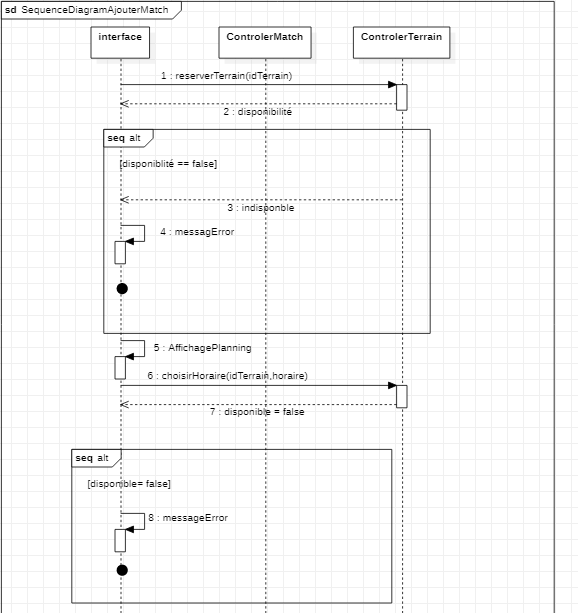 sd SequenceDiagramAjouterMatch
interface
ControlerMatch
ControlerTerrain
1 : reserverTerrain(idTerrain)
2 : disponibilité
seq alt
[disponiblité == false]
3 : indisponble
4 : messagError
5 : AffichagePlanning
6 : choisirHoraire(idTerrain,horaire)
7 : disponible = false
seq alt
[disponible= false]
8 : messageError